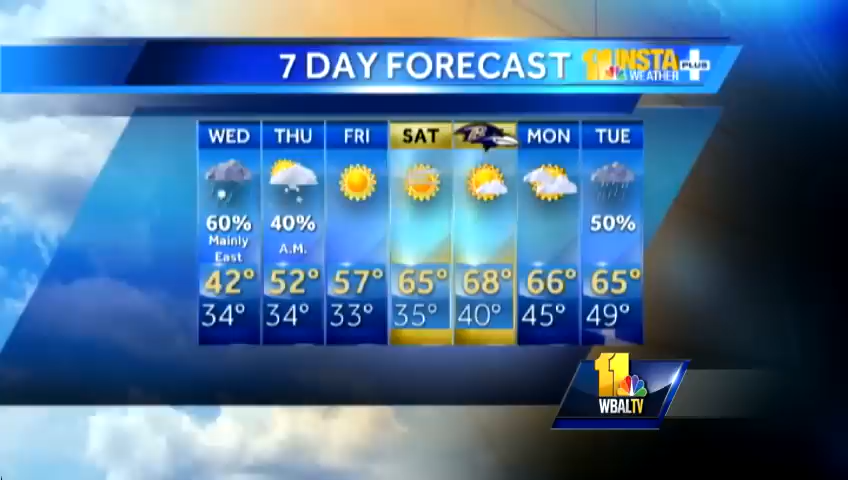 7 DAY FORECAST 11 INSTA PLUS
WEATHER
WED THU FRI SAT MON TUE
60% 40% 50%
Mainly
East A.M.
42° 52° 57° 65° 68° 66° 65°
34° 34° 33° 35° 40° 45° 49°
11
WBALTV